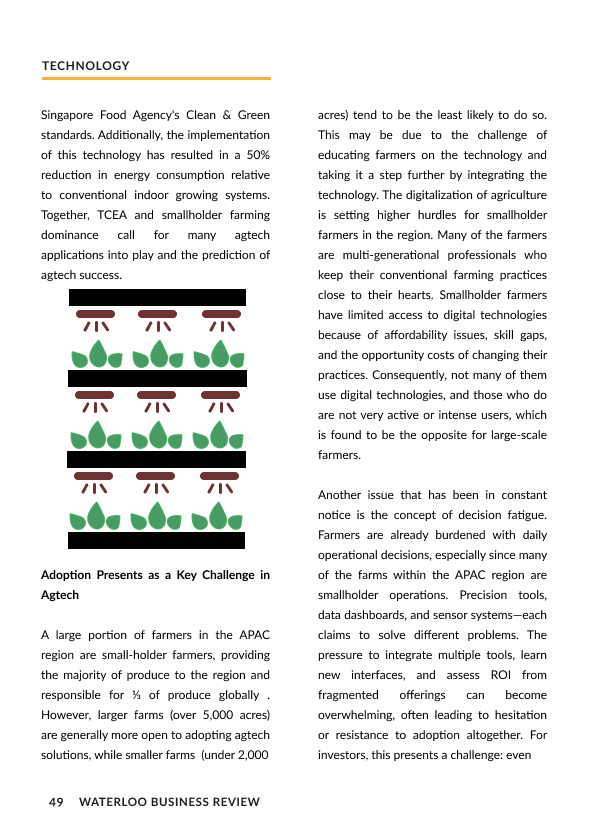 TECHNOLOGY
Singapore Food Agency's Clean & Green
standards. Additionally, the implementation
of this technology has resulted in a 50%
reduction in energy consumption relative
to conventional indoor growing systems.
Together, TCEA and smallholder farming
dominance call for many agtech
applications into play and the prediction of
agtech success.
Adoption Presents as a Key Challenge in
Agtech
A large portion of farmers in the APAC
region are small-holder farmers, providing
the majority of produce to the region and
responsible for ⅓ of produce globally .
However, larger farms (over 5,000 acres)
are generally more open to adopting agtech
solutions, while smaller farms (under 2,000
acres) tend to be the least likely to do so.
This may be due to the challenge of
educating farmers on the technology and
taking it a step further by integrating the
technology. The digitalization of agriculture
is setting higher hurdles for smallholder
farmers in the region. Many of the farmers
are multi-generational professionals who
keep their conventional farming practices
close to their hearts. Smallholder farmers
have limited access to digital technologies
because of affordability issues, skill gaps,
and the opportunity costs of changing their
practices. Consequently, not many of them
use digital technologies, and those who do
are not very active or intense users, which
is found to be the opposite for large-scale
farmers.
Another issue that has been in constant
notice is the concept of decision fatigue.
Farmers are already burdened with daily
operational decisions, especially since many
of the farms within the APAC region are
smallholder operations. Precision tools,
data dashboards, and sensor systems—each
claims to solve different problems. The
pressure to integrate multiple tools, learn
new interfaces, and assess ROI from
fragmented offerings can become
overwhelming, often leading to hesitation
or resistance to adoption altogether. For
investors, this presents a challenge: even
49 WATERLOO BUSINESS REVIEW